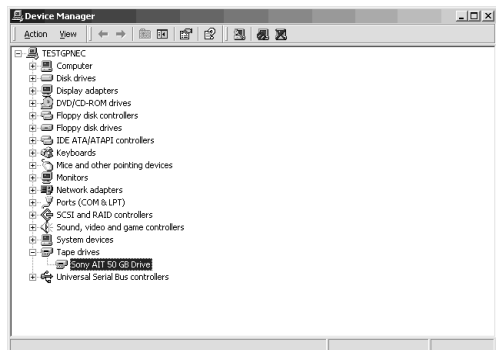 Device Manager
Action View
TESTGPNEC
Computer
Disk drives
Display adapters
DVD/CD-ROM drives
Floppy disk controllers
Floppy disk drives
IDE ATA/ATAPI controllers
Keyboards
Mice and other pointing devices
Monitors
Network adapters
Ports (COM & LPT)
SCSI and RAID controllers
Sound, video and game controllers
System devices
Tape drives
Sony AIT 50 GB Drive
Universal Serial Bus controllers